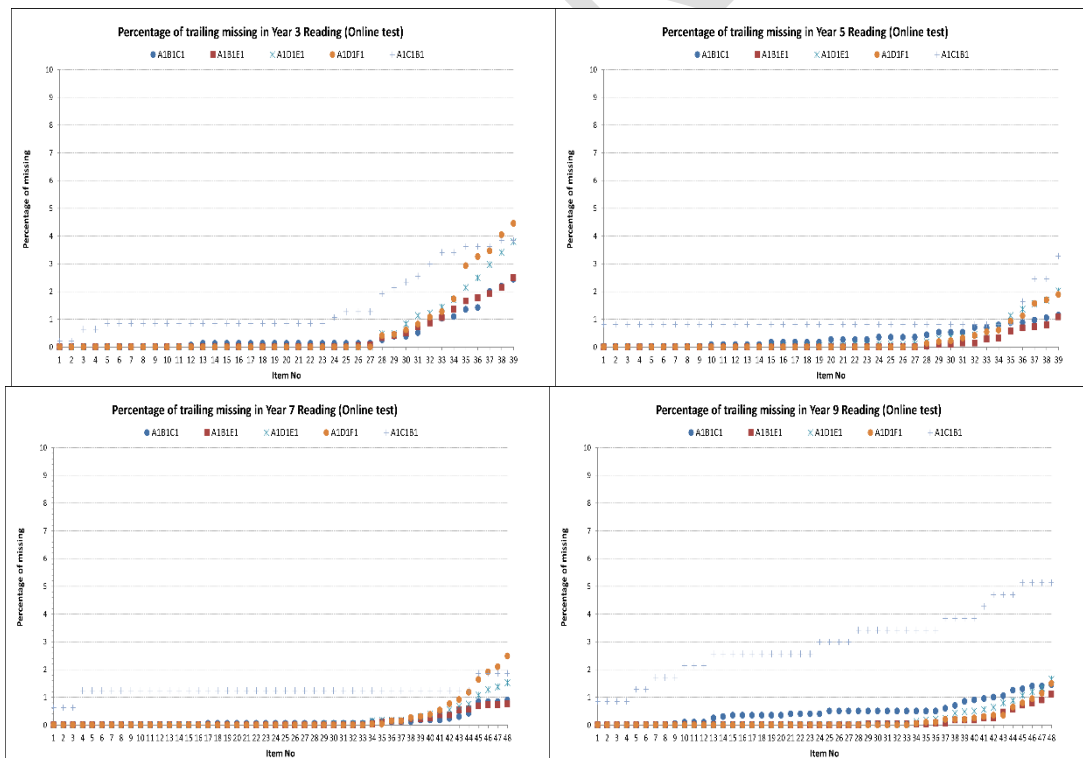 Percentage of trailing missing in Year 3 Reading (Online test)
A1B1C1 A1B1E1 A1D1E1 A1D1F1 A1C1B1
Percentage of missing
10
9
8
7
6
5
4
3
2
1
0
1 2 3 4 5 6 7 8 9 10 11 12 13 14 15 16 17 18 19 20 21 22 23 24 25 26 27 28 29 30 31 32 33 34 35 36 37 38 39
Item No
Percentage of trailing missing in Year 5 Reading (Online test)
A1B1C1 A1B1E1 A1D1E1 A1D1F1 A1C1B1
Percentage of missing
10
9
8
7
6
5
4
3
2
1
0
1 2 3 4 5 6 7 8 9 10 11 12 13 14 15 16 17 18 19 20 21 22 23 24 25 26 27 28 29 30 31 32 33 34 35 36 37 38 39
Item No
Percentage of trailing missing in Year 7 Reading (Online test)
A1B1C1 A1B1E1 A1D1E1 A1D1F1 A1C1B1
Percentage of missing
10
9
8
7
6
5
4
3
2
1
0
1 2 3 4 5 6 7 8 9 10 11 12 13 14 15 16 17 18 19 20 21 22 23 24 25 26 27 28 29 30 31 32 33 34 35 36 37 38 39 40 41 42 43 44 45 46 47 48
Item No
Percentage of trailing missing in Year 9 Reading (Online test)
A1B1C1 A1B1E1 A1D1E1 A1D1F1 A1C1B1
Percentage of missing
10
9
8
7
6
5
4
3
2
1
0
1 2 3 4 5 6 7 8 9 10 11 12 13 14 15 16 17 18 19 20 21 22 23 24 25 26 27 28 29 30 31 32 33 34 35 36 37 38 39 40 41 42 43 44 45 46 47 48
Item No